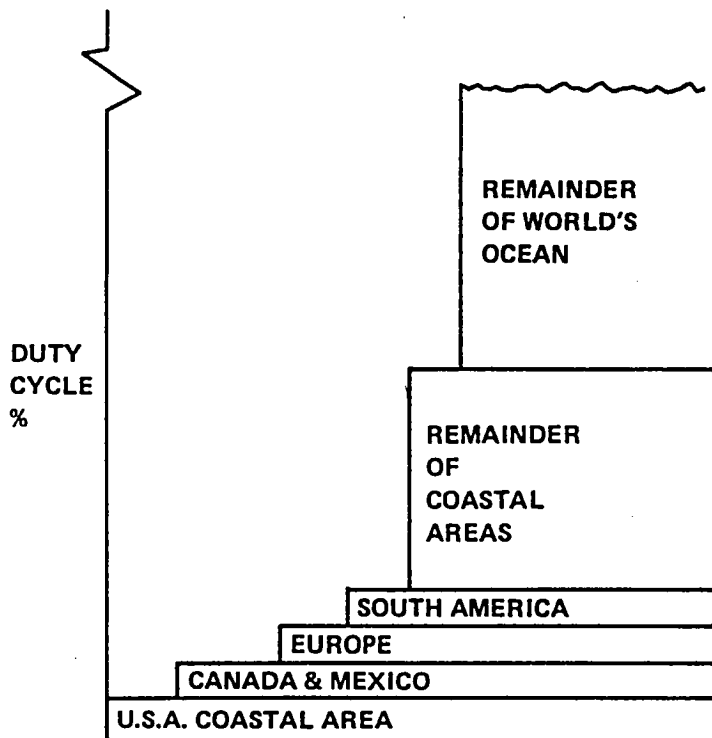 REMAINDER
OF WORLD'S
OCEAN
DUTY
CYCLE
%
REMAINDER
OF
COASTAL
AREAS
SOUTH AMERICA
EUROPE
CANADA & MEXICO
U.S.A. COASTAL AREA